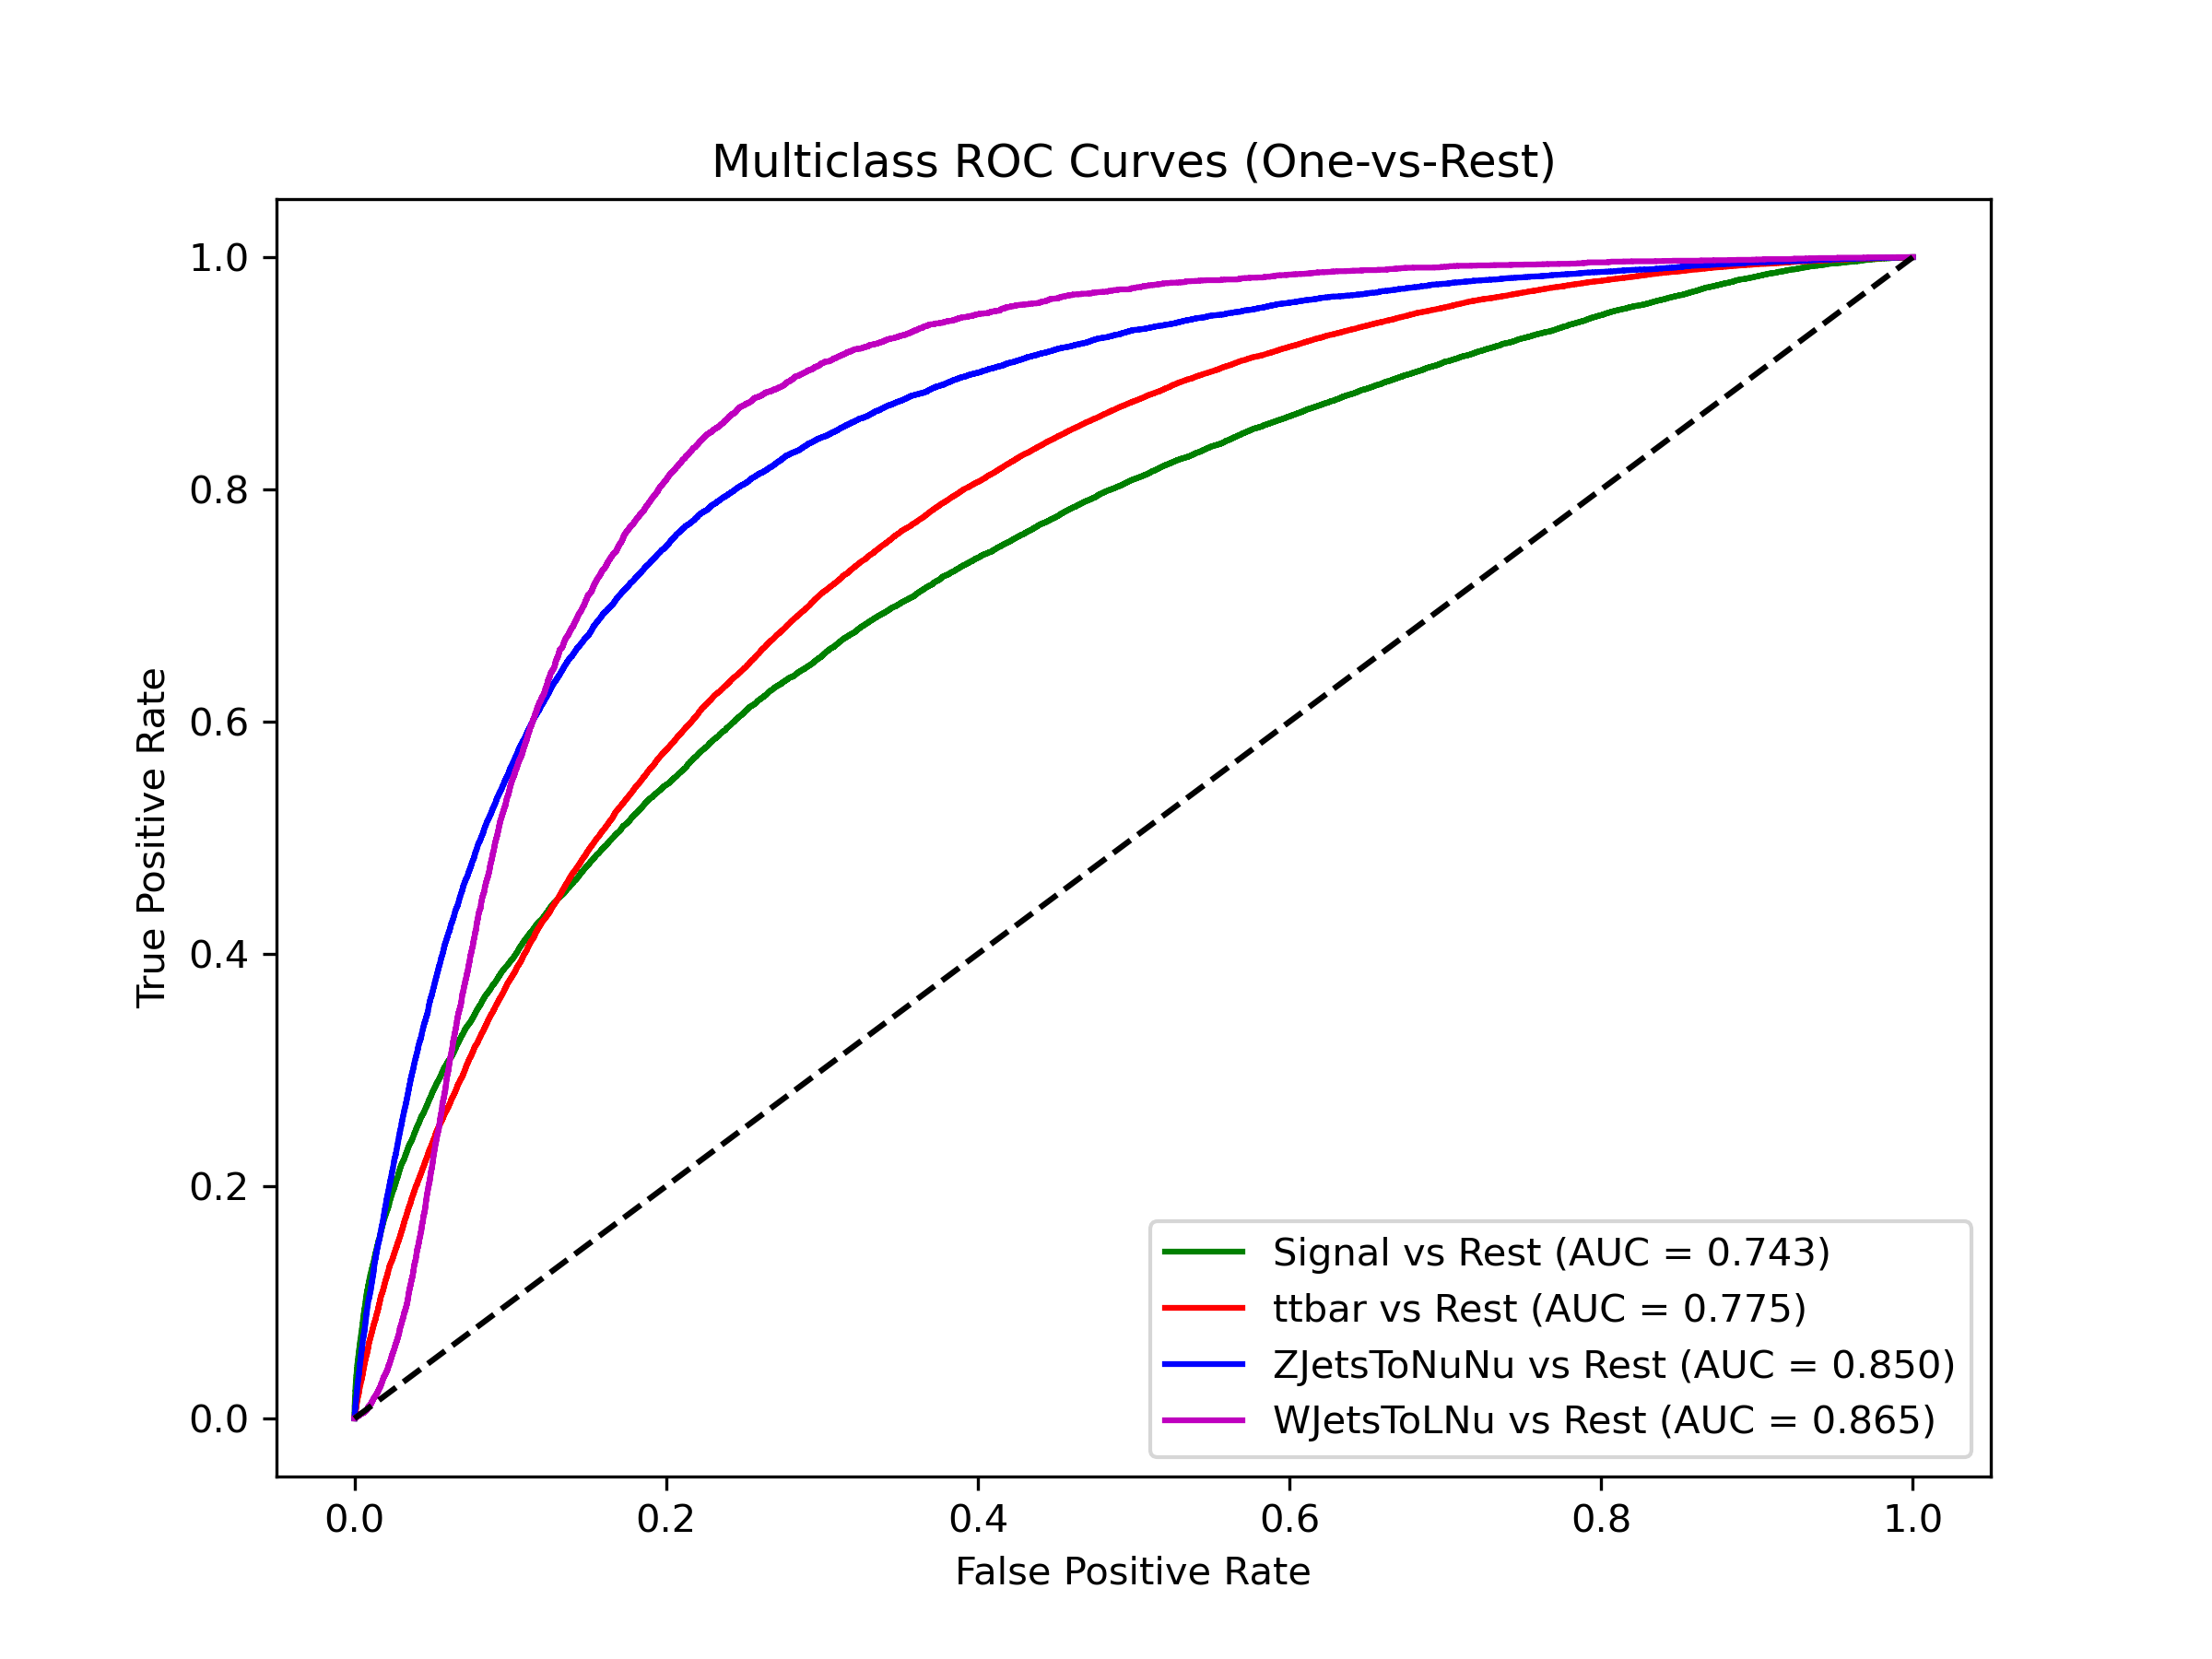 Multiclass ROC Curves (One-vs-Rest)
1.0
0.8
0.6
0.4
0.2
0.0
True Positive Rate
Signal vs Rest (AUC = 0.743)
ttbar vs Rest (AUC = 0.775)
ZJetsToNuNu vs Rest (AUC = 0.850)
WJetsToLNu vs Rest (AUC = 0.865)
0.0 0.2 0.4 0.6 0.8 1.0
False Positive Rate